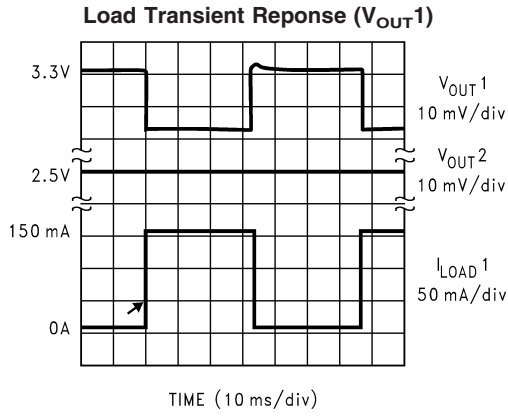 Load Transient Reponse (VOUT1)
3.3V
VOUT1
10 mV/div
VOUT2
2.5V
10 mV/div
150 mA
ILOAD1
50 mA/div
0A
TIME (10 ms/div)